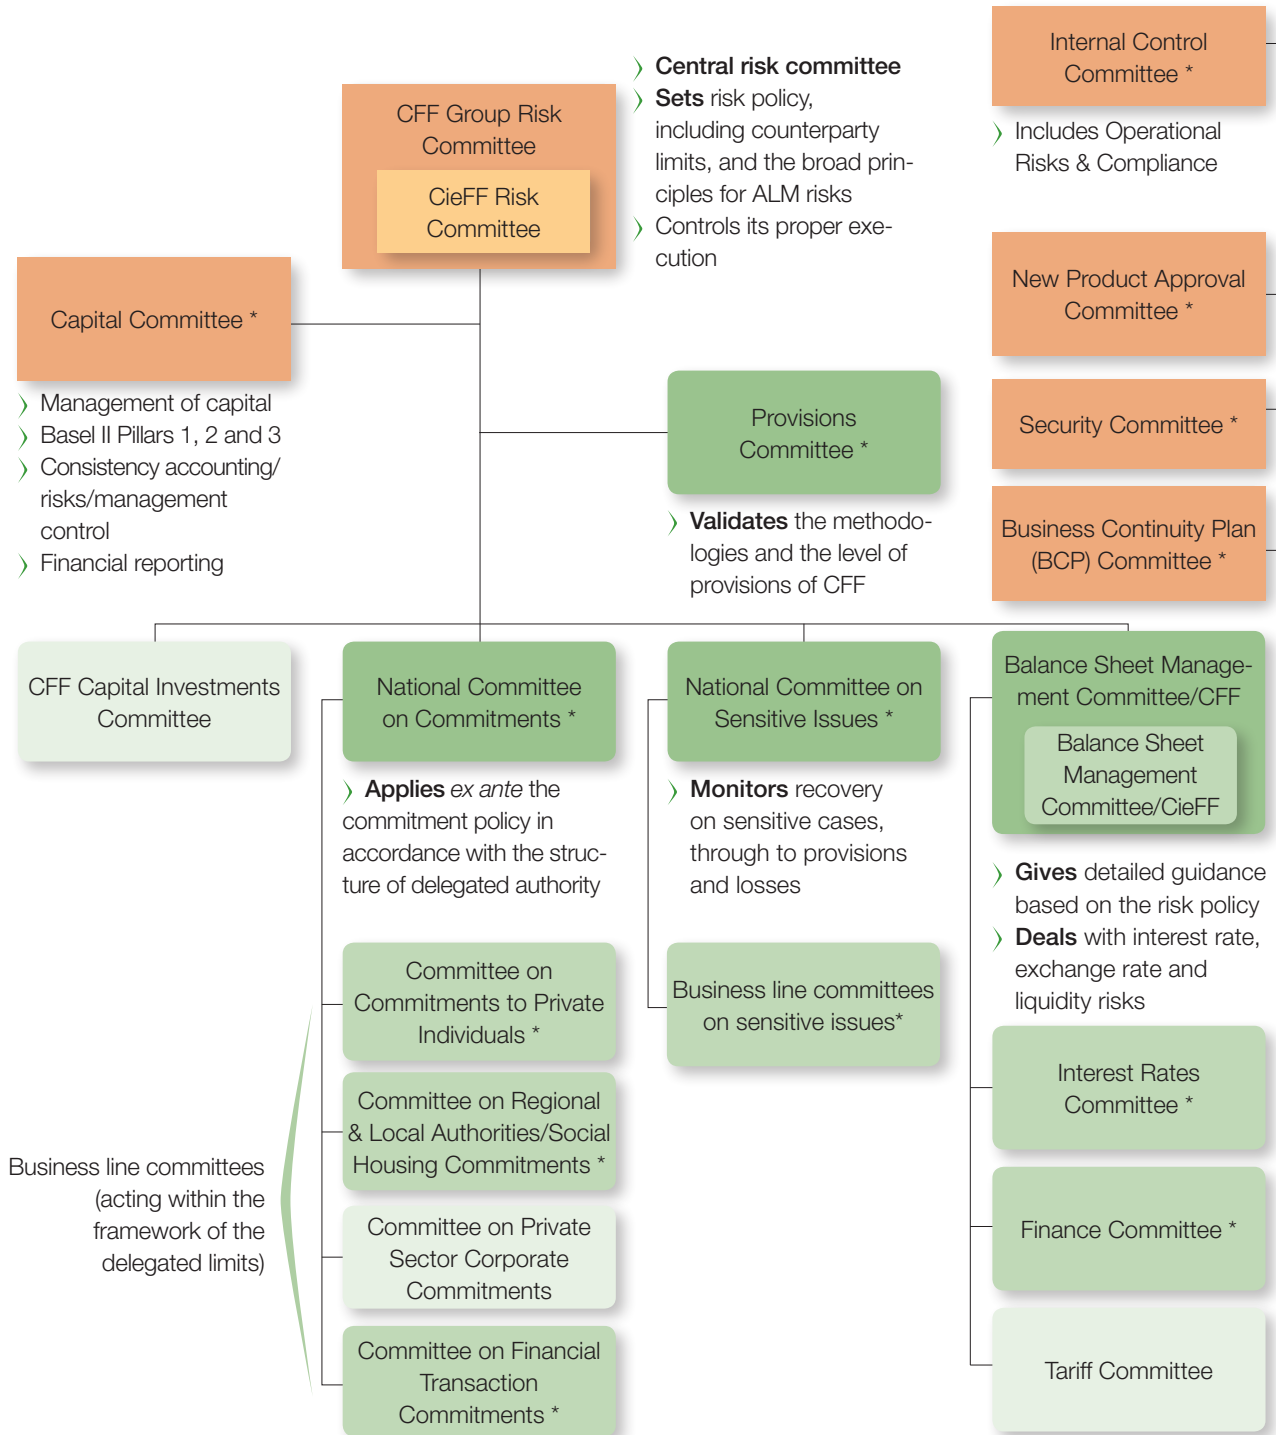 CFF Group Risk
Committee
CieFF Risk
Committee
❯ Central risk committee
❯ Sets risk policy,
including counterparty
limits, and the broad prin-
ciples for ALM risks
❯ Controls its proper exe-
cution
Internal Control
Committee *
❯ Includes Operational
Risks & Compliance
New Product Approval
Committee *
Security Committee *
Business Continuity Plan
(BCP) Committee *
Capital Committee *
❯ Management of capital
❯ Basel II Pillars 1, 2 and 3
❯ Consistency accounting/
risks/management
control
❯ Financial reporting
Provisions
Committee *
❯ Validates the methodo-
logies and the level of
provisions of CFF
CFF Capital Investments
Committee
National Committee
on Commitments *
❯ Applies ex ante the
commitment policy in
accordance with the struc-
ture of delegated authority
Business line committees
(acting within the
framework of the
delegated limits)
Committee on
Commitments to Private
Individuals *
Committee on Regional
& Local Authorities/Social
Housing Commitments *
Committee on Private
Sector Corporate
Commitments
Committee on Financial
Transaction
Commitments *
National Committee on
Sensitive Issues *
❯ Monitors recovery
on sensitive cases,
through to provisions
and losses
Business line committees
on sensitive issues*
Balance Sheet Manage-
ment Committee/CFF
Balance Sheet
Management
Committee/CieFF
❯ Gives detailed guidance
based on the risk policy
❯ Deals with interest rate,
exchange rate and
liquidity risks
Interest Rates
Committee *
Finance Committee *
Tariff Committee